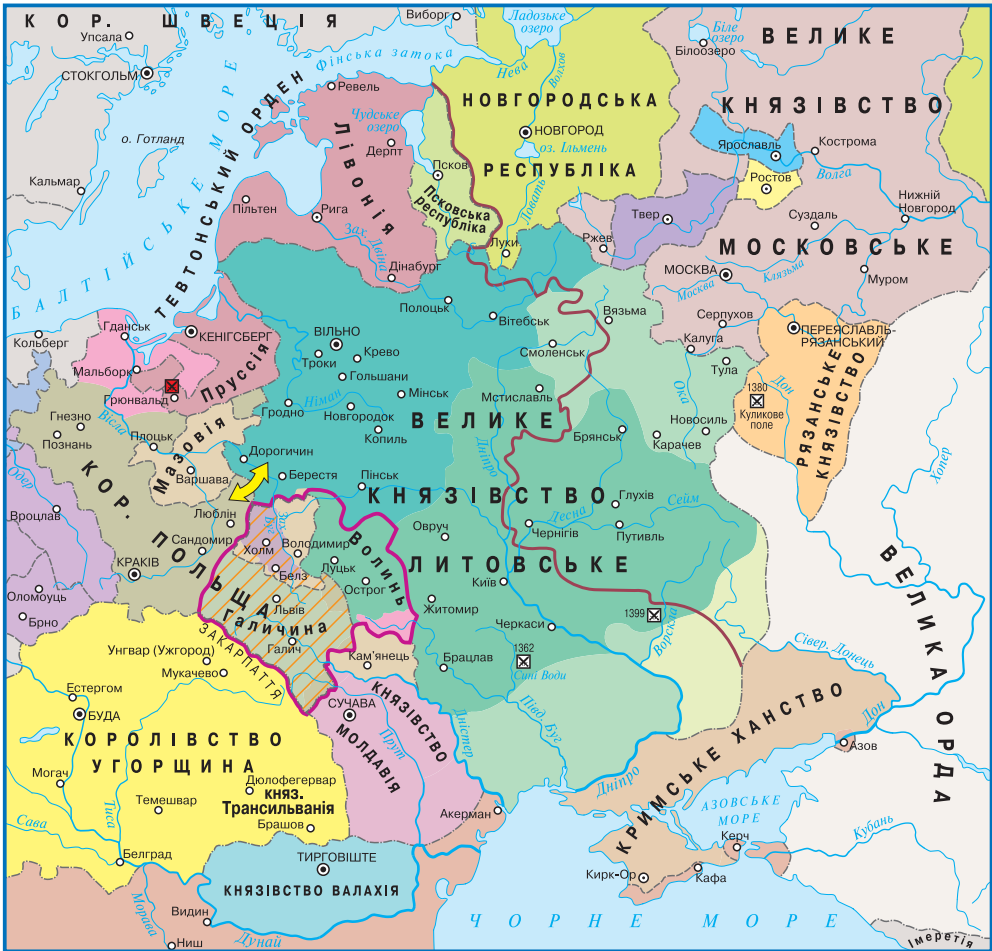 КОР. ШВЕЦІЯ
Упсала
СТОКГОЛЬМ
о. Готланд
Кальмар
БАЛТІЙСЬКЕ МОРЕ
Виборг
Ладозьке
озеро
Фінська затока
Нева
Волхов
Ревель
Чудське
озеро
Дерпт
ЛІВОНІЯ
ТЕВТОНСЬКИЙ ОРДЕН
Пільтен
Рига
Зах. Двіна
Дінабург
Псков
Псковська
республіка
НОВГОРОДСЬКА
НОВГОРОД
оз. Ільмень
РЕСПУБЛІКА
Ловать
Луки
Біле
озеро
Білоозеро
ВЕЛИКЕ
КНЯЗІВСТВО
Ярославль
Кострома
Волга
Ростов
Нижній
Новгород
Твер
Суздаль
Ржев
МОСКОВСЬКЕ
МОСКВА
Москва
Клязьма
Муром
Серпухов
Калуга
Тула
ПЕРЕЯСЛАВЛЬ-
РЯЗАНСЬКИЙ
Дон
1380
Куликове
поле
РЯЗАНСЬКЕ
КНЯЗІВСТВО
Ока
Новосиль
Карачев
Хопер
Кольберг
Гданськ
КЕНІГСБЕРГ
Мальборк
Пруссія
Грюнвальд
Вісла
Гнезно
Познань
Плоцьк
Мазовія
Варшава
Одер
Вроцлав
КОР. ПОЛЬЩА
Люблін
Сандомир
КРАКІВ
Оломоуць
Брно
Полоцьк
Вітебськ
Вязьма
Смоленськ
ВІЛЬНО
Троки
Крево
Гольшани
Мінськ
Мстиславль
Німан
Гродно
Новгородок
Копиль
ВЕЛИКЕ
Дніпро
Брянськ
Дорогичин
Берестя
Пінськ
КНЯЗІВСТВО
Глухів
Сейм
Десна
Чернігів
Путивль
Зах.
Буг
Холм
Володимир
Волинь
Луцьк
Белз
Острог
Львів
Галичина
Галич
Овруч
ЛИТОВСЬКЕ
Київ
Житомир
Черкаси
1399
Ворскла
1362
Сині Води
Брацлав
Кам'янець
Півд. Буг
Дністер
Сівер. Донець
ВЕЛИКА ОРДА
ЗАКАРПАТТЯ
Унгвар (Ужгород)
Мукачево
Естергом
БУДА
КОРОЛІВСТВО
УГОРЩИНА
Могач
Дюлофегервар
княз.
Трансильванія
Темешвар
Брашов
Тиса
Сава
Белград
СУЧАВА
КНЯЗІВСТВО
МОЛДАВІЯ
Прут
Акерман
Дніпро
КРИМСЬКЕ ХАНСТВО
Дон
Азов
АЗОВСЬКЕ
МОРЕ
Керч
Кубань
Кирк-Ор
Кафа
ТИРГОВІШТЕ
КНЯЗІВСТВО ВАЛАХІЯ
Морава
Видин
Ниш
Дунай
ЧОРНЕ МОРЕ
Імеретія